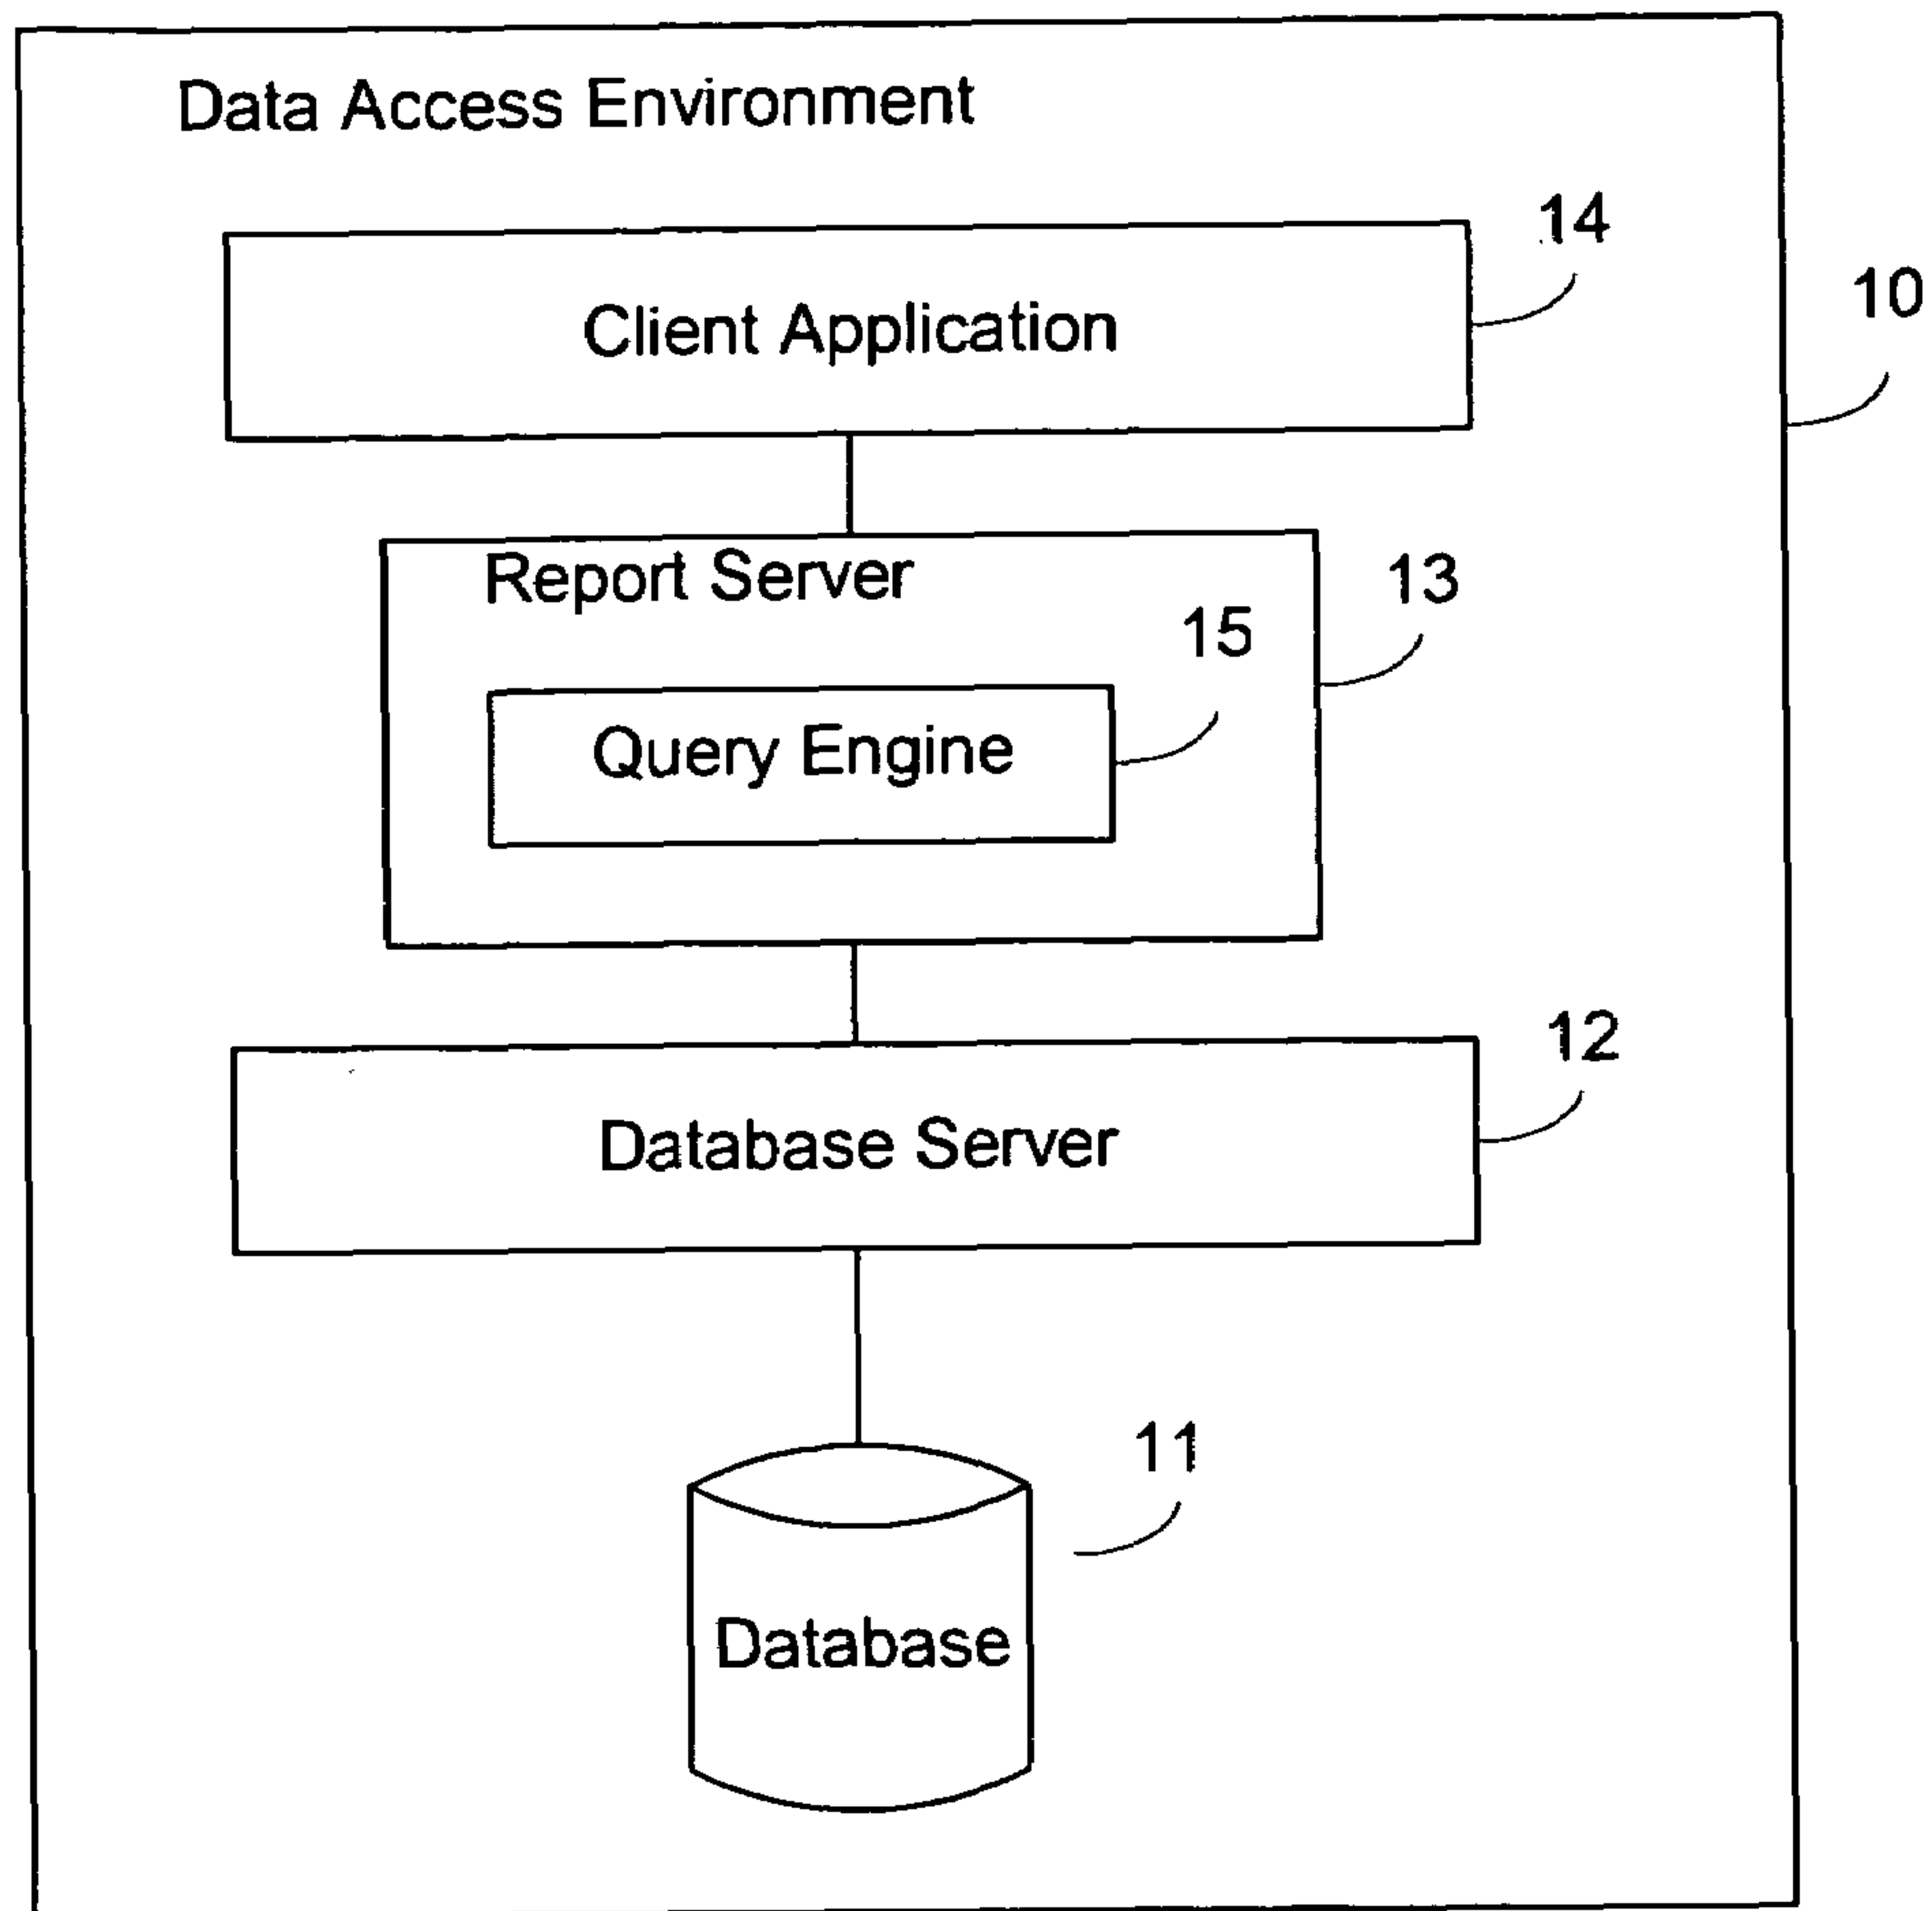 Data Access Environment
14
10
Client Application
Report Server
13
15
Query Engine
12
Database Server
11
Database